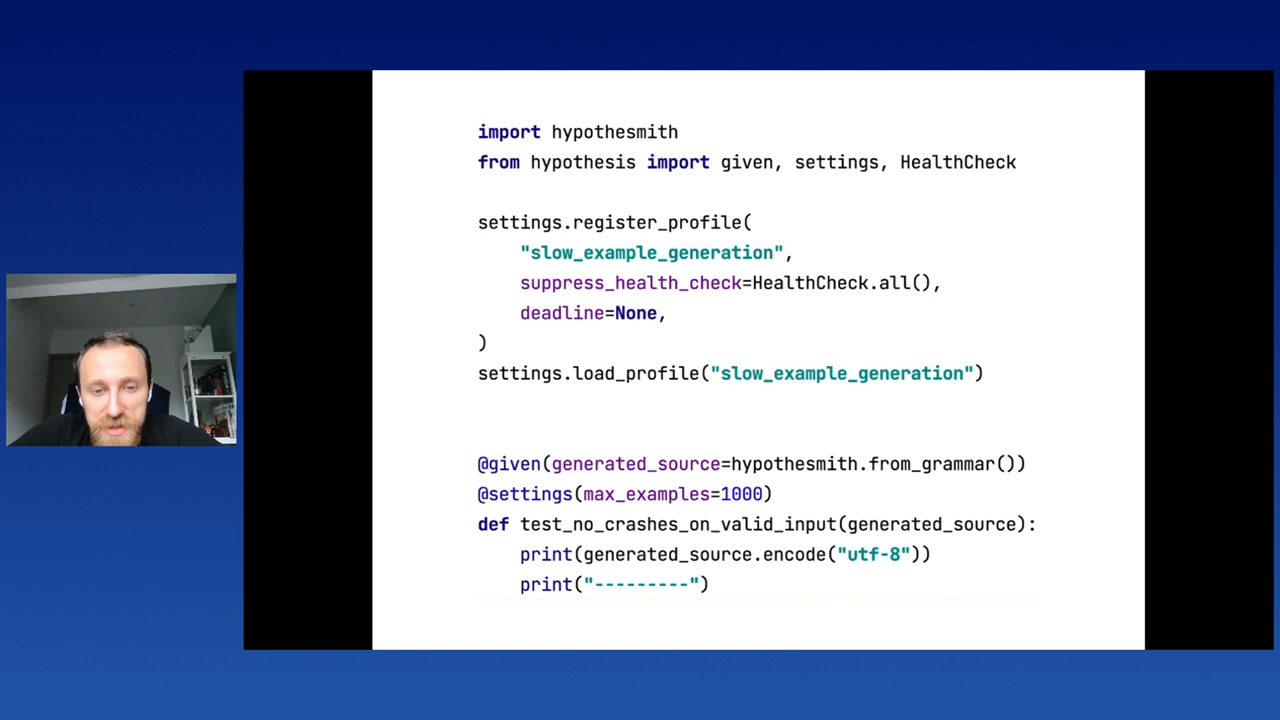 import hypothesmith
from hypothesis import given, settings, HealthCheck
settings.register_profile(
    "slow_example_generation",
    suppress_health_check=HealthCheck.all(),
    deadline=None,
)
settings.load_profile("slow_example_generation")
@given(generated_source=hypothesmith.from_grammar())
@settings(max_examples=1000)
def test_no_crashes_on_valid_input(generated_source):
    print(generated_source.encode("utf-8"))
    print("---------")